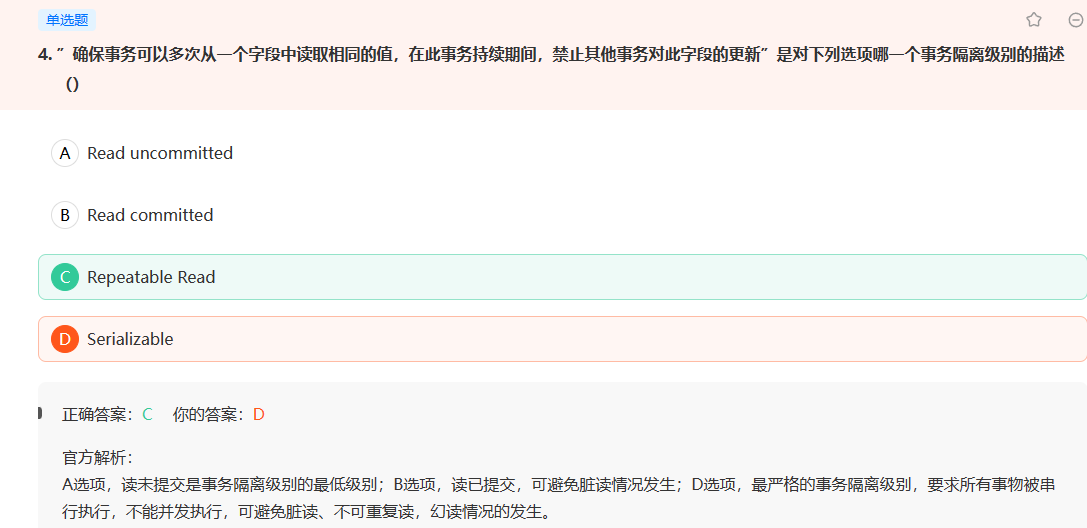 单选题
4. ”确保事务可以多次从一个字段中读取相同的值，在此事务持续期间，禁止其他事务对此字段的更新”是对下列选项哪一个事务隔离级别的描述
()
A Read uncommitted
B Read committed
C Repeatable Read
D Serializable
正确答案：C 你的答案：D
官方解析：
A选项，读未提交是事务隔离级别的最低级别；B选项，读已提交，可避免脏读情况发生；D选项，最严格的事务隔离级别，要求所有事物被串
行执行，不能并发执行，可避免脏读、不可重复读，幻读情况的发生。